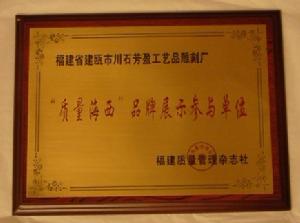 福建省建瓯市川石芳盈工艺品雕刻厂
“质量海西”品牌展示参与单位
福建质量管理杂志社